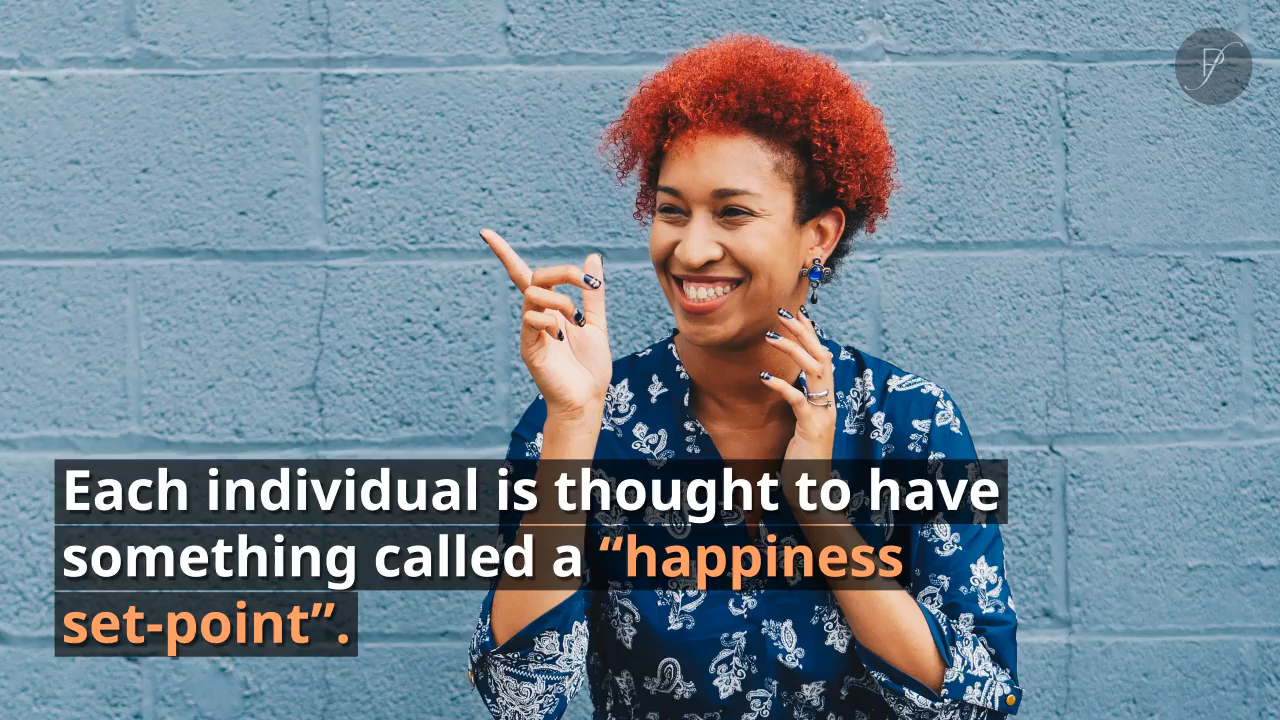 Each individual is thought to have
something called a “happiness
set-point”.